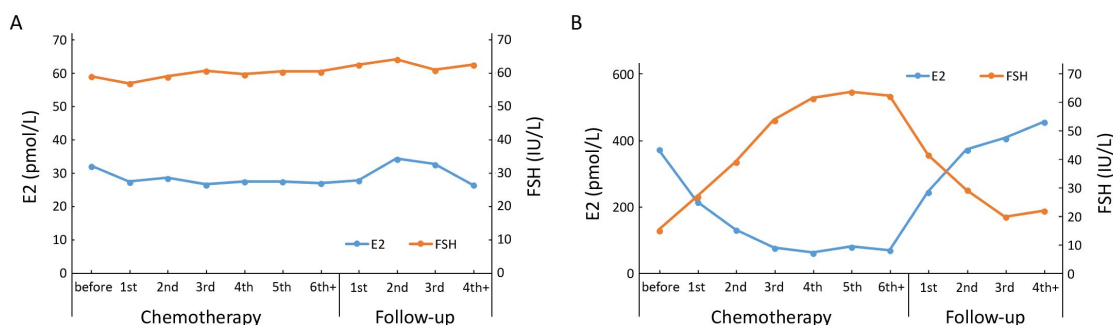 A
E2 (pmol/L)
70
60
50
40
30
20
10
0
70
60
50
40
30
20
10
0
FSH (IU/L)
E2 FSH
before 1st 2nd 3rd 4th 5th 6th+ 1st 2nd 3rd 4th+
Chemotherapy Follow-up
B
E2 (pmol/L)
600
400
200
0
E2 FSH
70
60
50
40
30
20
10
0
FSH (IU/L)
before 1st 2nd 3rd 4th 5th 6th+ 1st 2nd 3rd 4th+
Chemotherapy Follow-up